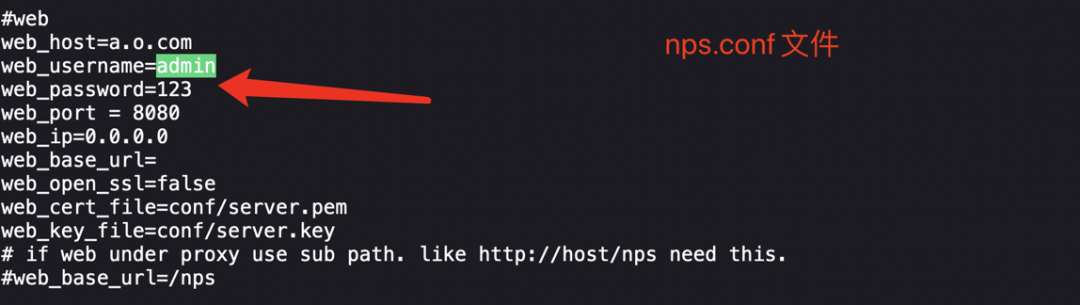 #web
web_host=a.o.com
web_username=admin
web_password=123
web_port = 8080
web_ip=0.0.0.0
web_base_url=
web_open_ssl=false
web_cert_file=conf/server.pem
web_key_file=conf/server.key
# if web under proxy use sub path. like http://host/nps need this.
#web_base_url=/nps
nps.conf 文件